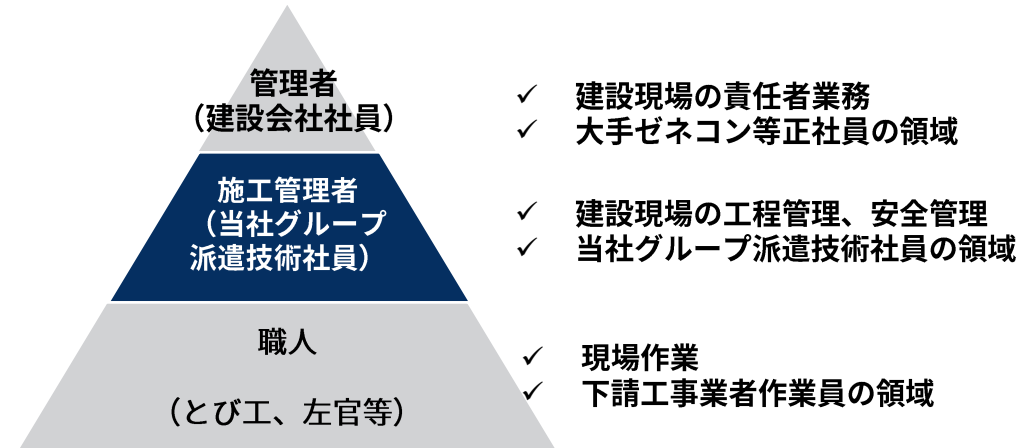 管理者
（建設会社社員）
✓ 建設現場の責任者業務
✓ 大手ゼネコン等正社員の領域
施工管理者
（当社グループ
派遣技術社員）
✓ 建設現場の工程管理、安全管理
✓ 当社グループ派遣技術社員の領域
職人
（とび工、左官等）
✓ 現場作業
✓ 下請工事業者作業員の領域